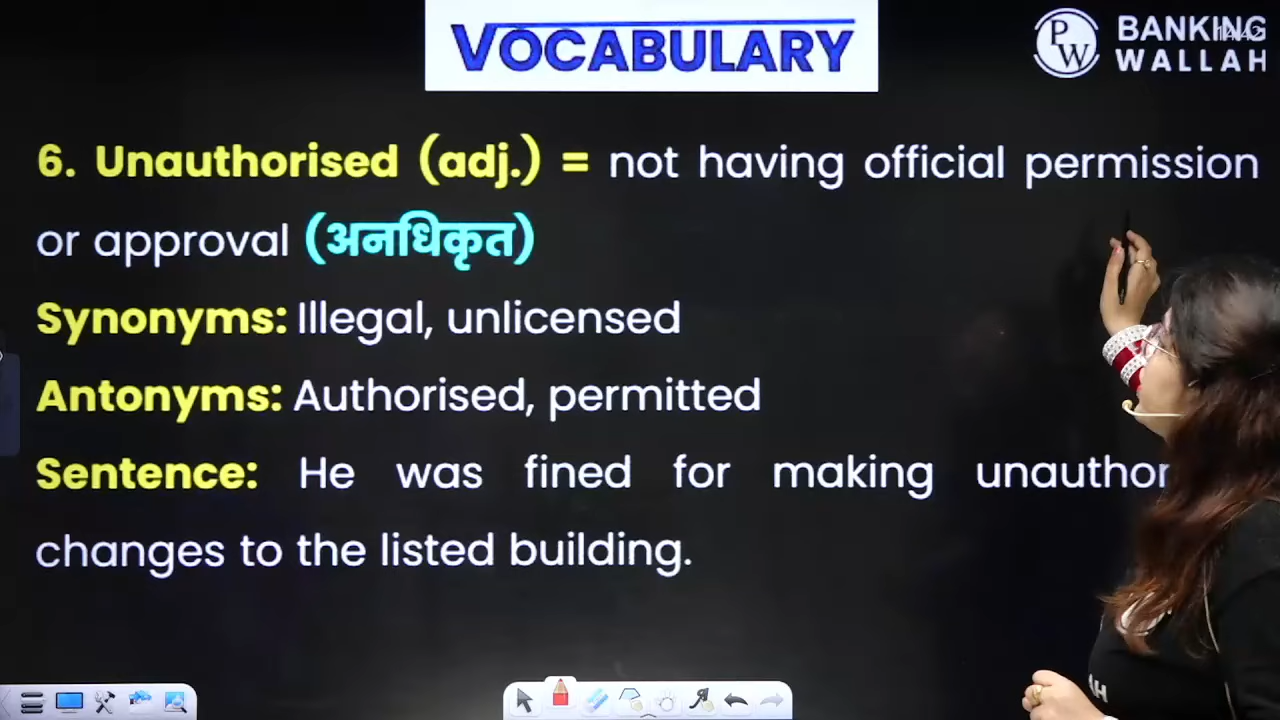 VOCABULARY
BANKING
WALLAH
PW
6. Unauthorised (adj.) = not having official permission
or approval (अनधिकृत)
Synonyms: Illegal, unlicensed
Antonyms: Authorised, permitted
Sentence: He was fined for making
changes to the listed building.